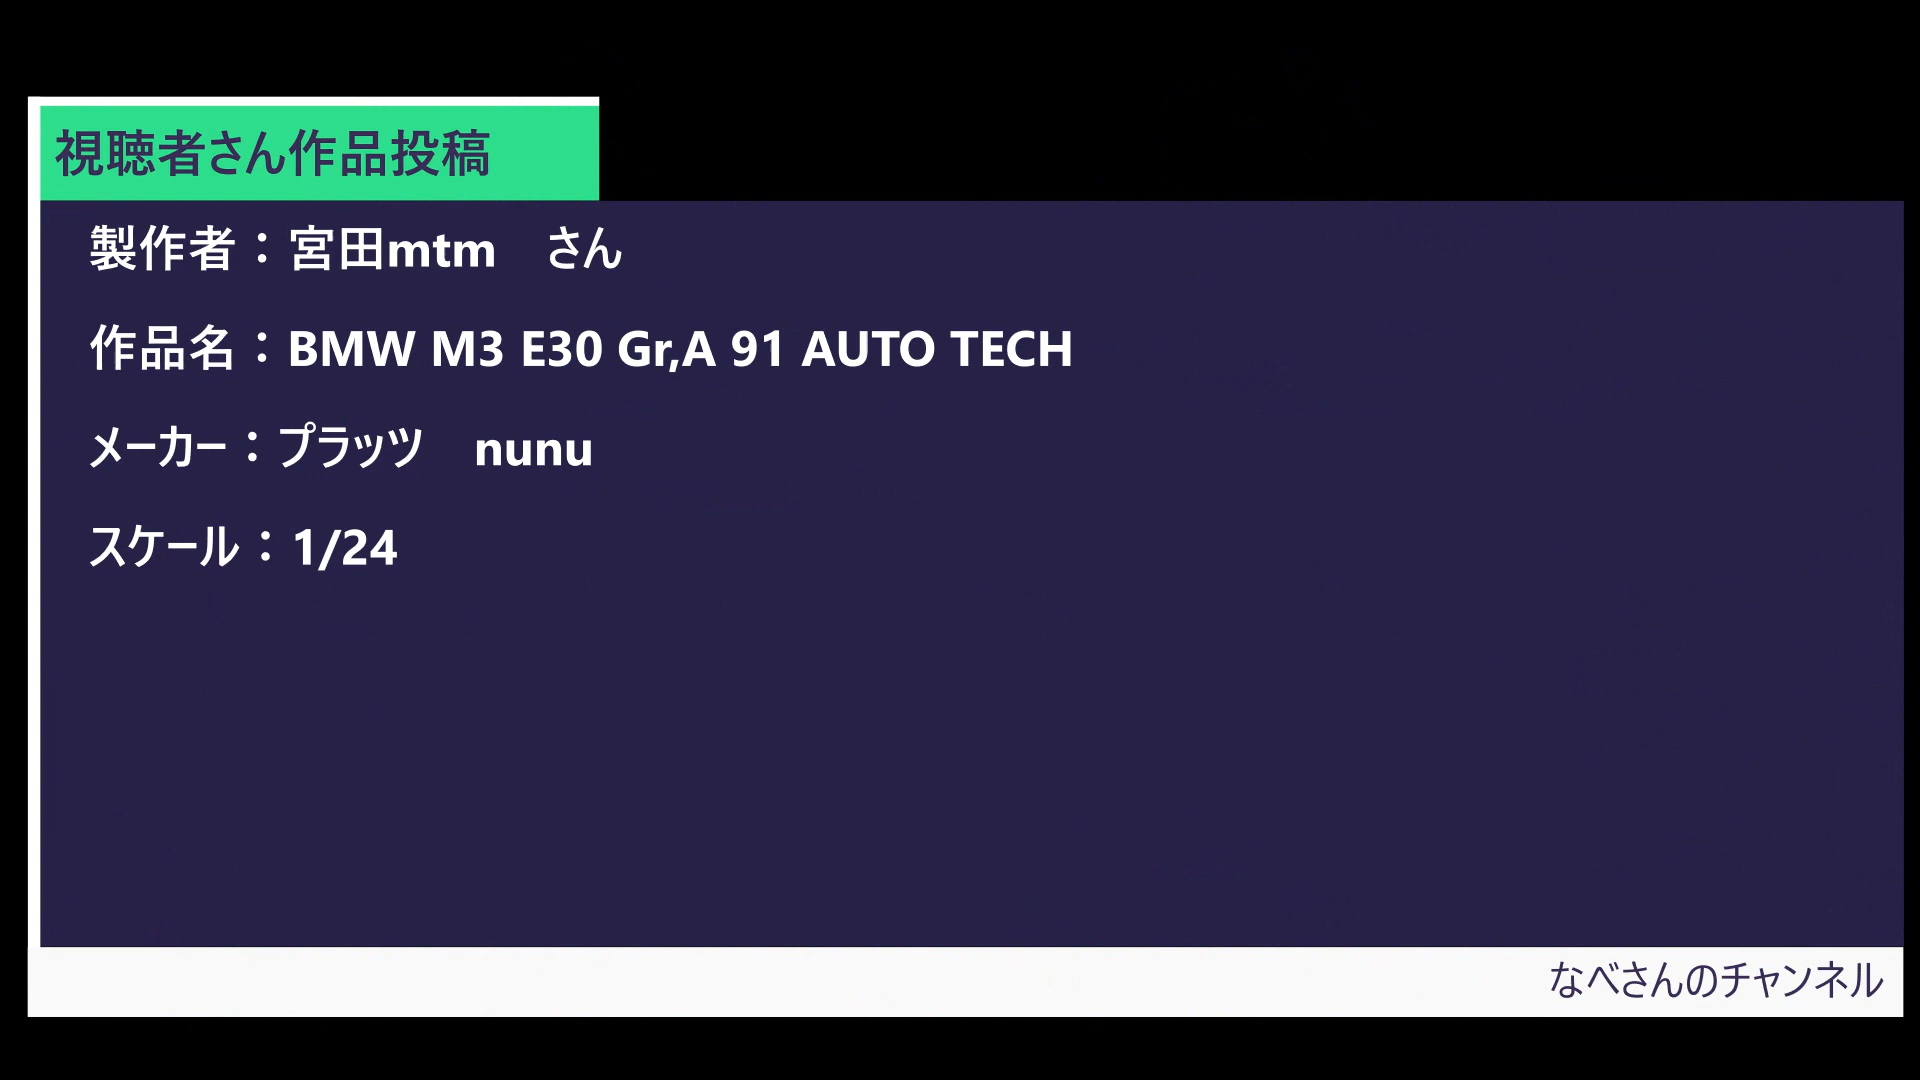 視聴者さん作品投稿
製作者：宮田mtm　さん
作品名：BMW M3 E30 Gr,A 91 AUTO TECH
メーカー：プラッツ　nunu
スケール：1/24
なべさんのチャンネル